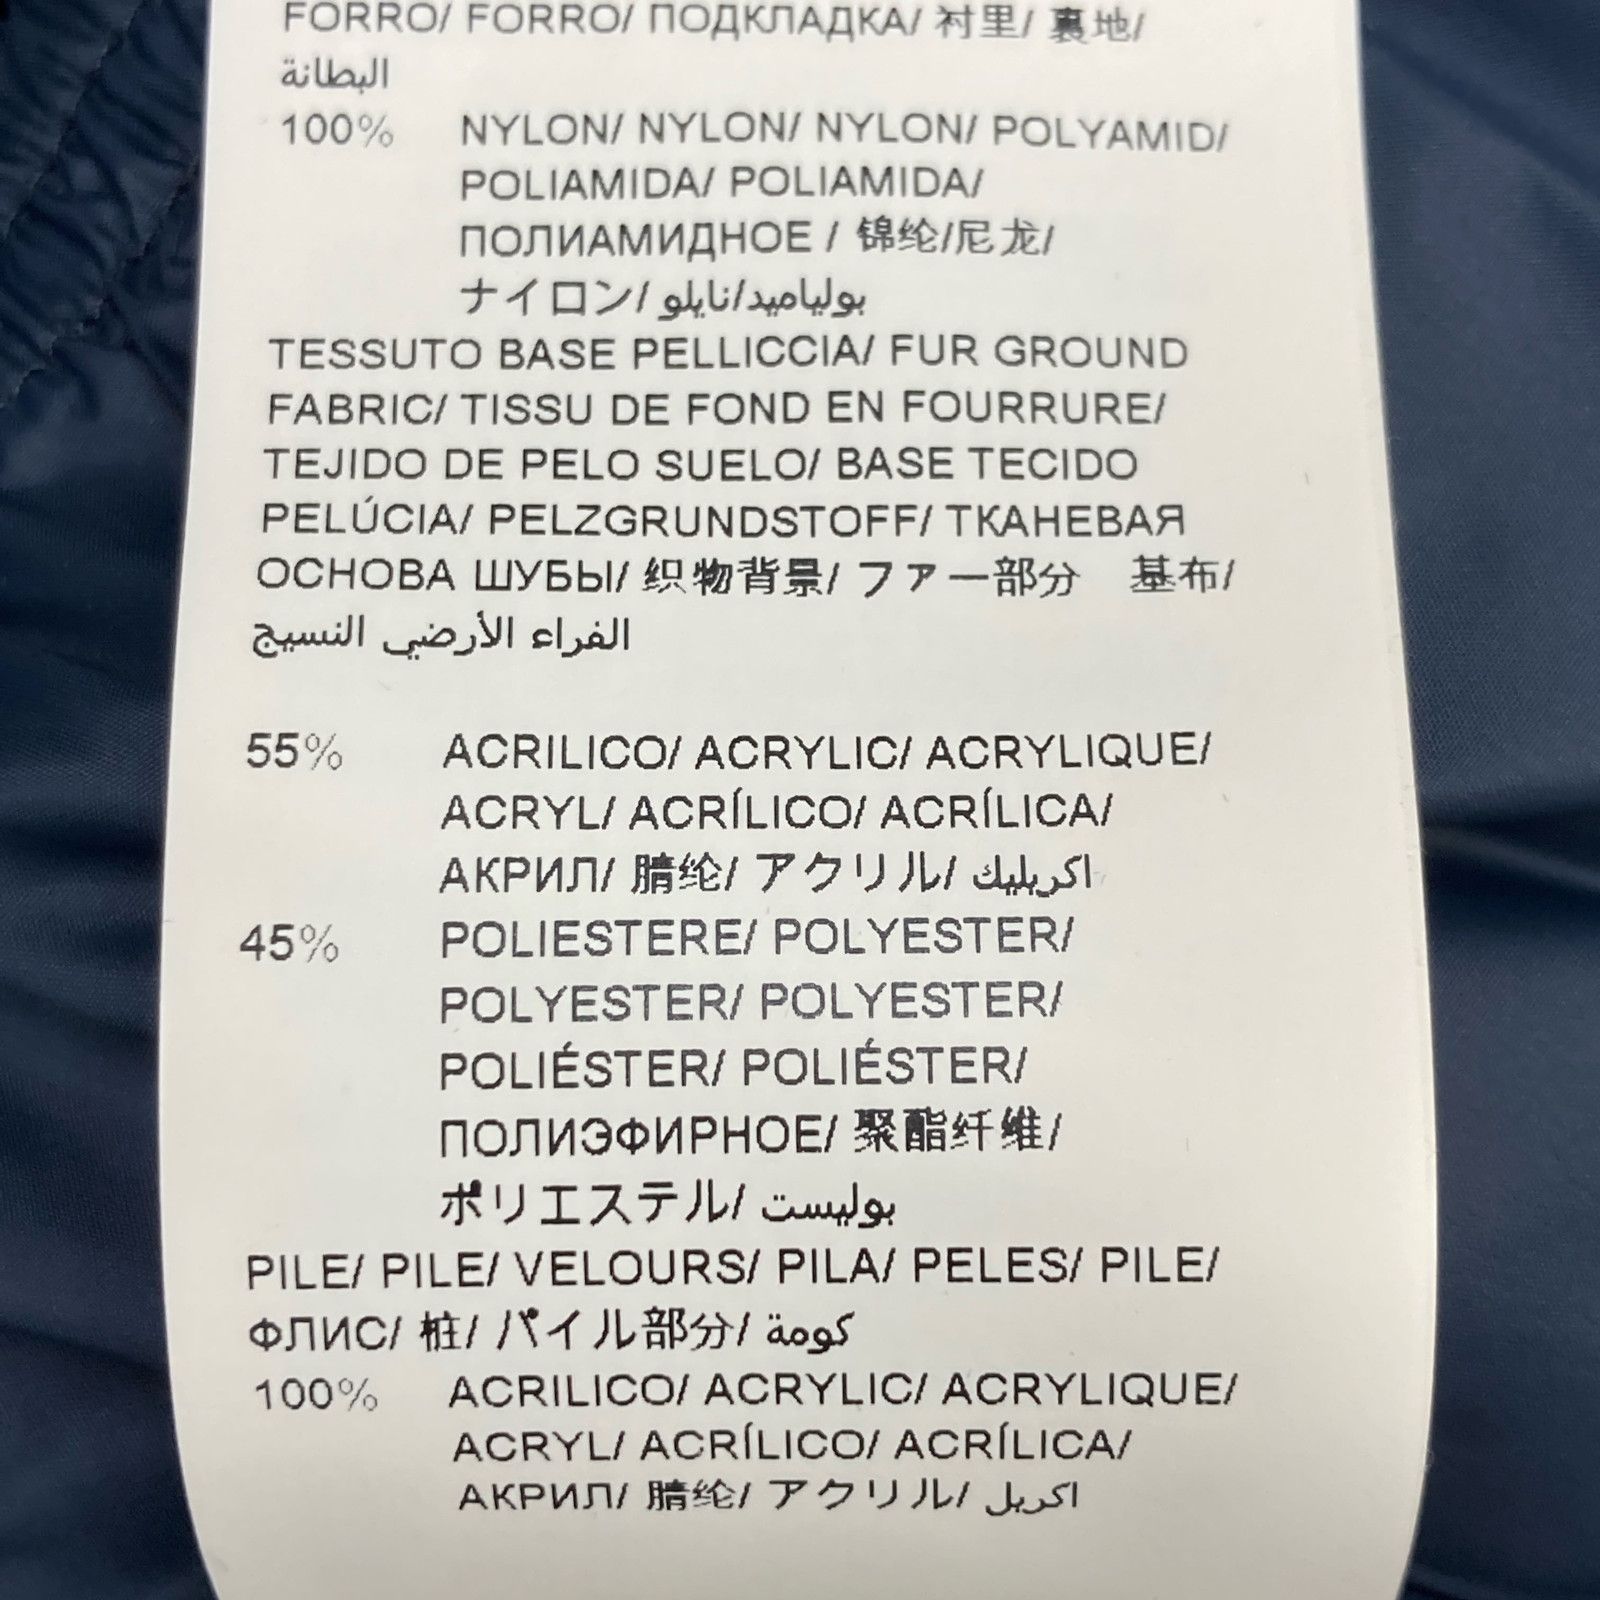 FORRO/ FORRO/ ПОДКЛАДКА/ 衬里/ 裏地/
البطانة
100% NYLON/ NYLON/ NYLON/ POLYAMID/
POLIAMIDA/ POLIAMIDA/
ПОЛИАМИДНОЕ / 锦纶/尼龙/
ナイロン/ بولياميد/نايلو
TESSUTO BASE PELLICCIA/ FUR GROUND
FABRIC/ TISSU DE FOND EN FOURRURE/
TEJIDO DE PELO SUELO/ BASE TECIDO
PELÚCIA/ PELZGRUNDSTOFF/ ТКАНЕВАЯ
ОСНОВА ШУБЫ/ 织物背景/ ファー部分 基布/
الفراء الأرضي النسيج
55% ACRILICO/ ACRYLIC/ ACRYLIQUE/
ACRYL/ ACRÍLICO/ ACRÍLICA/
АКРИЛ/ 腈纶/ アクリル/ اكريليك
45% POLIESTERE/ POLYESTER/
POLYESTER/ POLYESTER/
POLIÉSTER/ POLIÉSTER/
ПОЛИЭФИРНОЕ/ 聚酯纤维/
ポリエステル/ بوليست
PILE/ PILE/ VELOURS/ PILA/ PELES/ PILE/
ФЛИС/ 桩/ パイル部分/ كومة
100% ACRILICO/ ACRYLIC/ ACRYLIQUE/
ACRYL/ ACRÍLICO/ ACRÍLICA/
АКРИЛ/ 腈纶/ アクリル/ اكريل